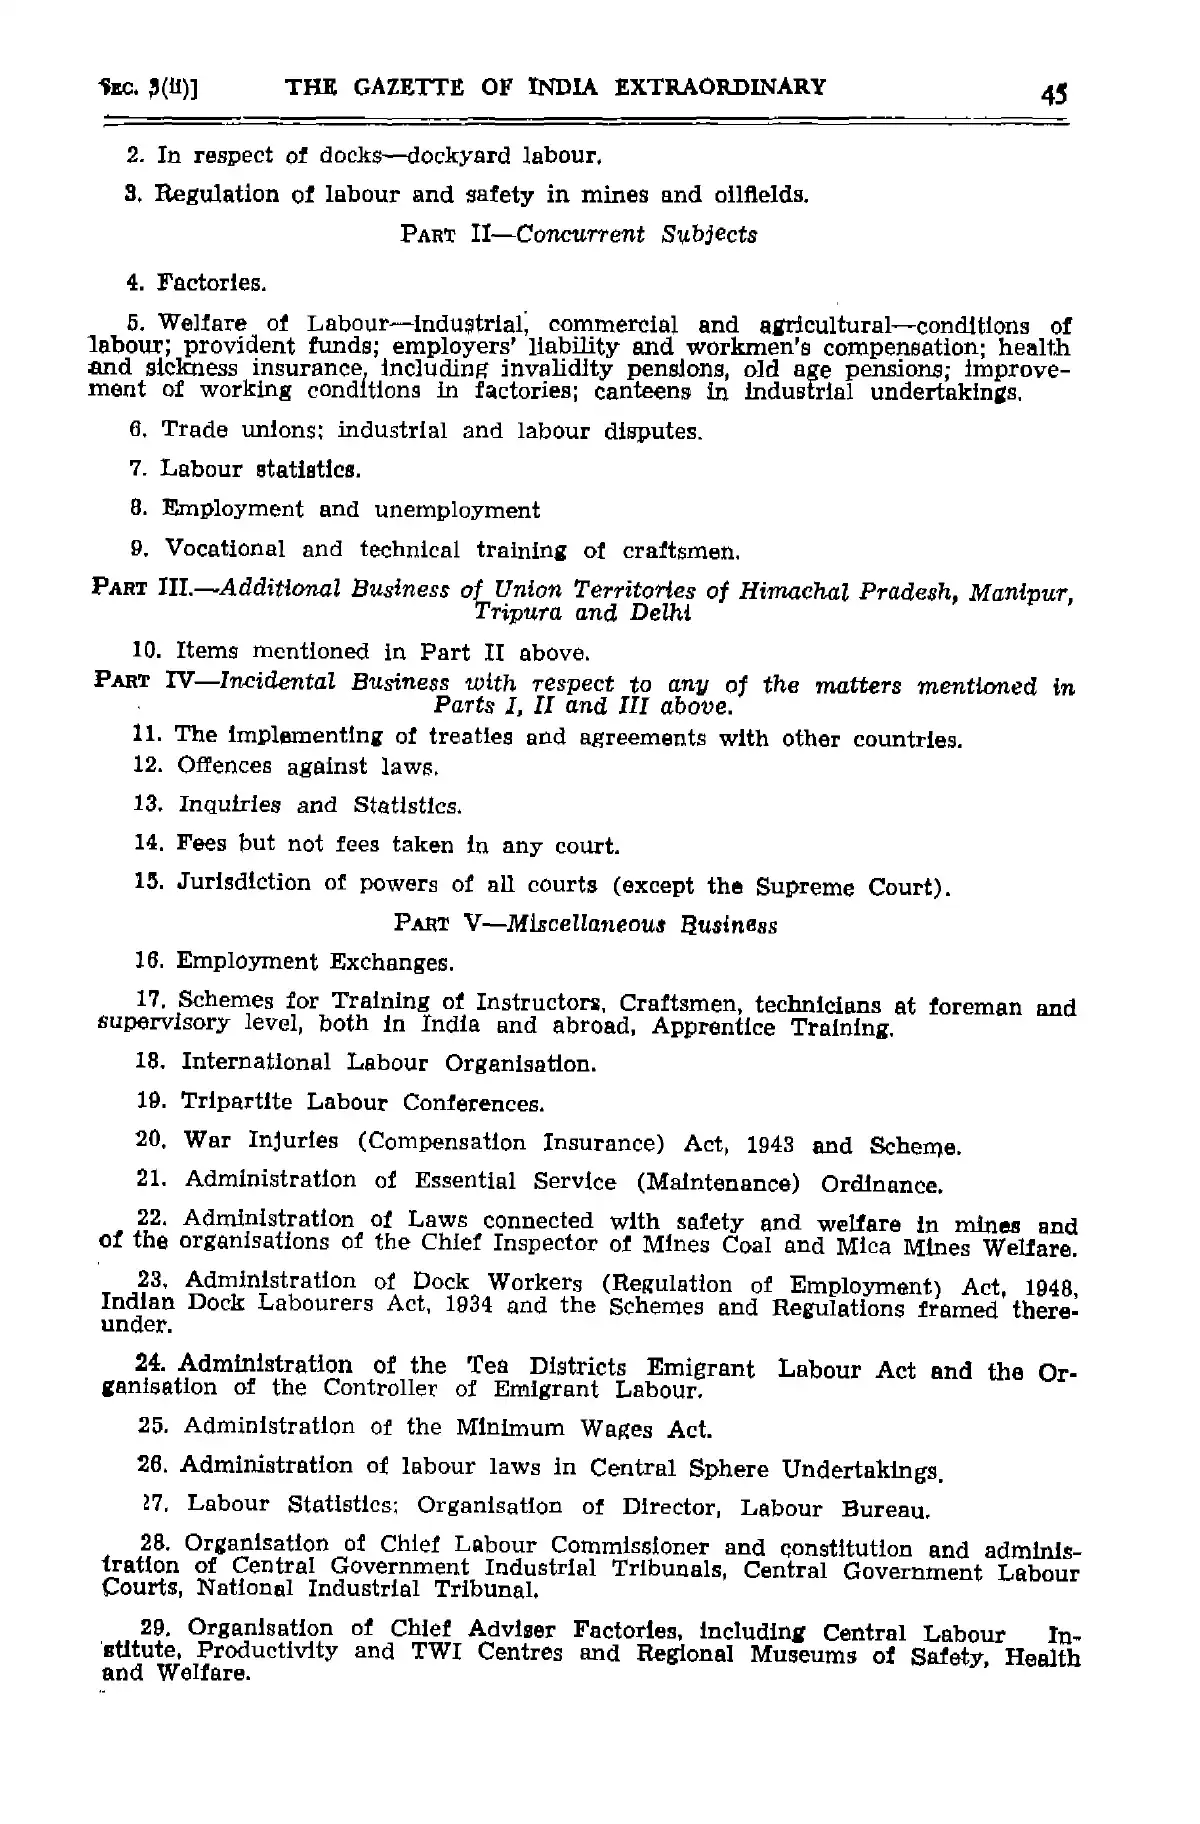 SEC. 3(ii)] THE GAZETTE OF INDIA EXTRAORDINARY 45
2. In respect of docks—dockyard labour.
3. Regulation of labour and safety in mines and oilfields.
PART II—Concurrent Subjects
4. Factories.
5. Welfare of Labour—industrial, commercial and agricultural—conditions of
labour; provident funds; employers' liability and workmen's compensation; health
and sickness insurance, including invalidity pensions, old age pensions; improve-
ment of working conditions in factories; canteens in industrial undertakings.
6. Trade unions; industrial and labour disputes.
7. Labour statistics.
8. Employment and unemployment
9. Vocational and technical training of craftsmen.
PART III.—Additional Business of Union Territories of Himachal Pradesh, Manipur,
Tripura and Delhi
10. Items mentioned in Part II above.
PART IV—Incidental Business with respect to any of the matters mentioned in
Parts I, II and III above.
11. The implementing of treaties and agreements with other countries.
12. Offences against laws.
13. Inquiries and Statistics.
14. Fees but not fees taken in any court.
15. Jurisdiction of powers of all courts (except the Supreme Court).
PART V—Miscellaneous Business
16. Employment Exchanges.
17. Schemes for Training of Instructors, Craftsmen, technicians at foreman and
supervisory level, both in India and abroad, Apprentice Training.
18. International Labour Organisation.
19. Tripartite Labour Conferences.
20. War Injuries (Compensation Insurance) Act, 1943 and Scheme.
21. Administration of Essential Service (Maintenance) Ordinance.
22. Administration of Laws connected with safety and welfare in mines and
of the organisations of the Chief Inspector of Mines Coal and Mica Mines Welfare.
23. Administration of Dock Workers (Regulation of Employment) Act, 1948,
Indian Dock Labourers Act, 1934 and the Schemes and Regulations framed there-
under.
24. Administration of the Tea Districts Emigrant Labour Act and the Or-
ganisation of the Controller of Emigrant Labour.
25. Administration of the Minimum Wages Act.
26. Administration of labour laws in Central Sphere Undertakings.
27. Labour Statistics; Organisation of Director, Labour Bureau.
28. Organisation of Chief Labour Commissioner and constitution and adminis-
tration of Central Government Industrial Tribunals, Central Government Labour
Courts, National Industrial Tribunal.
29. Organisation of Chief Adviser Factories, including Central Labour In-
stitute, Productivity and TWI Centres and Regional Museums of Safety, Health
and Welfare.